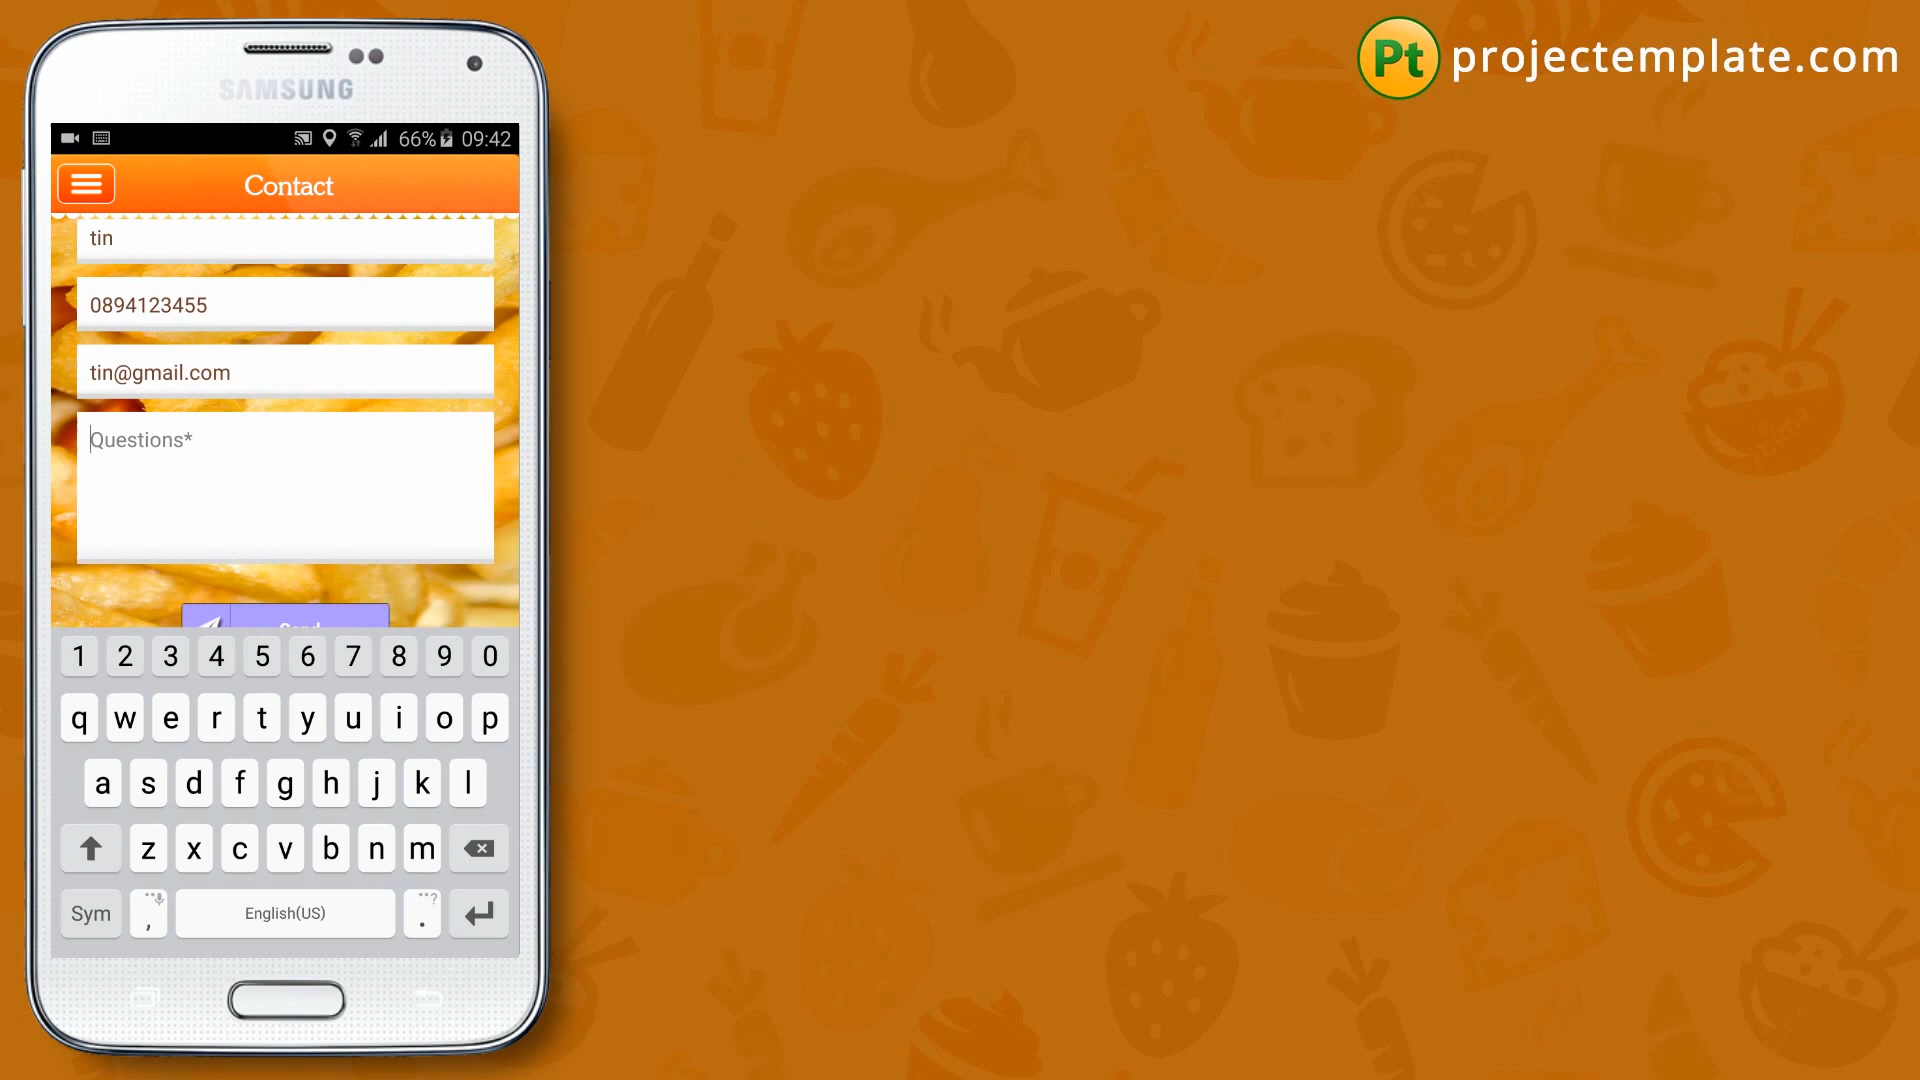 Pt projectemplate.com
SAMSUNG
66% 09:42
Contact
tin
0894123455
tin@gmail.com
Questions*
Send
1 2 3 4 5 6 7 8 9 0
q w e r t y u i o p
a s d f g h j k l
z x c v b n m
Sym , English(US) . ?